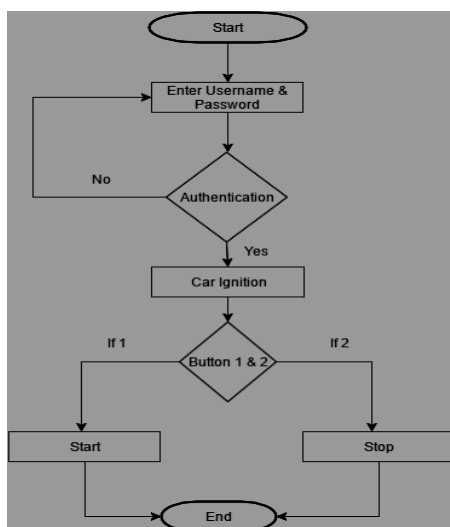 Start
Enter Username &
Password
No
Authentication
Yes
Car Ignition
If 1
If 2
Button 1 & 2
Start
Stop
End